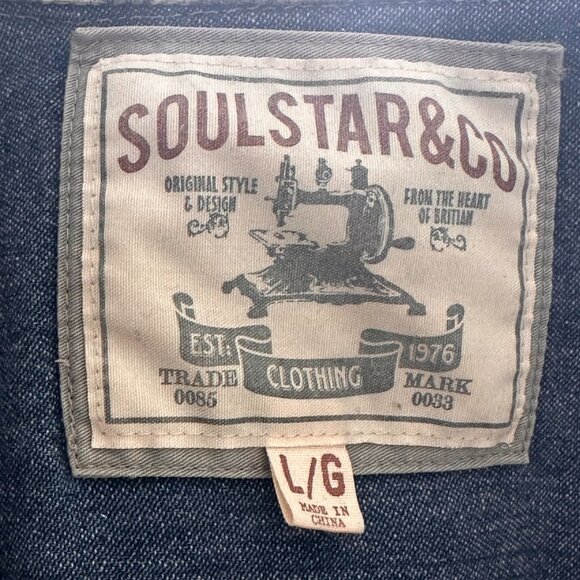 SOULSTAR&CO
ORIGINAL STYLE
& DESIGN
FROM THE HEART
OF BRITIAN
EST.
1976
CLOTHING
TRADE
0085
MARK
0033
L/G
MADE IN
CHINA